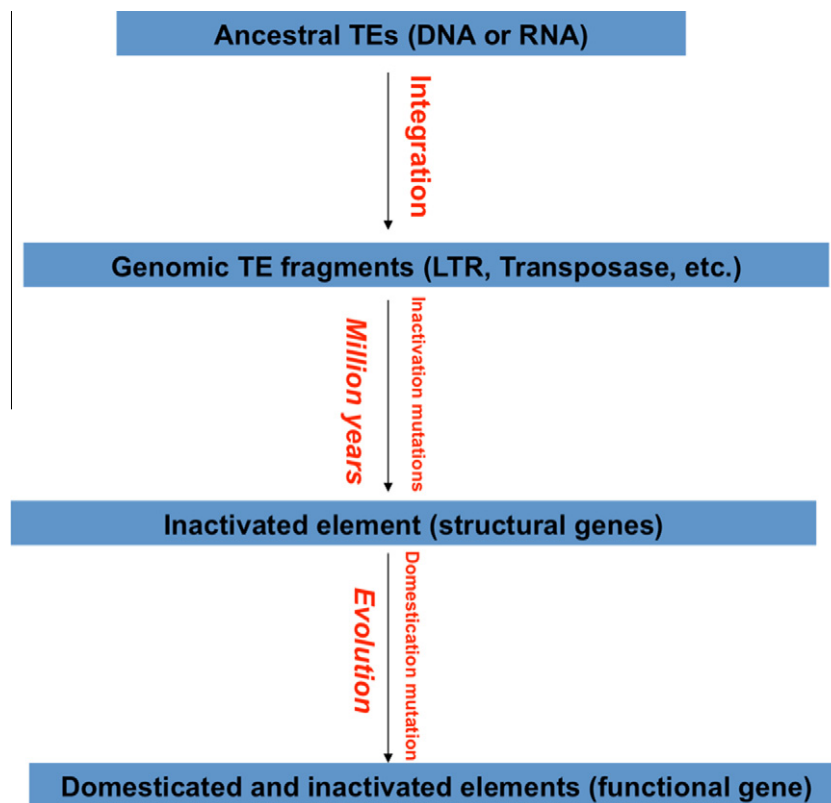 Ancestral TEs (DNA or RNA)
Integration
Genomic TE fragments (LTR, Transposase, etc.)
Million years
Inactivation mutations
Inactivated element (structural genes)
Evolution
Domestication mutation
Domesticated and inactivated elements (functional gene)